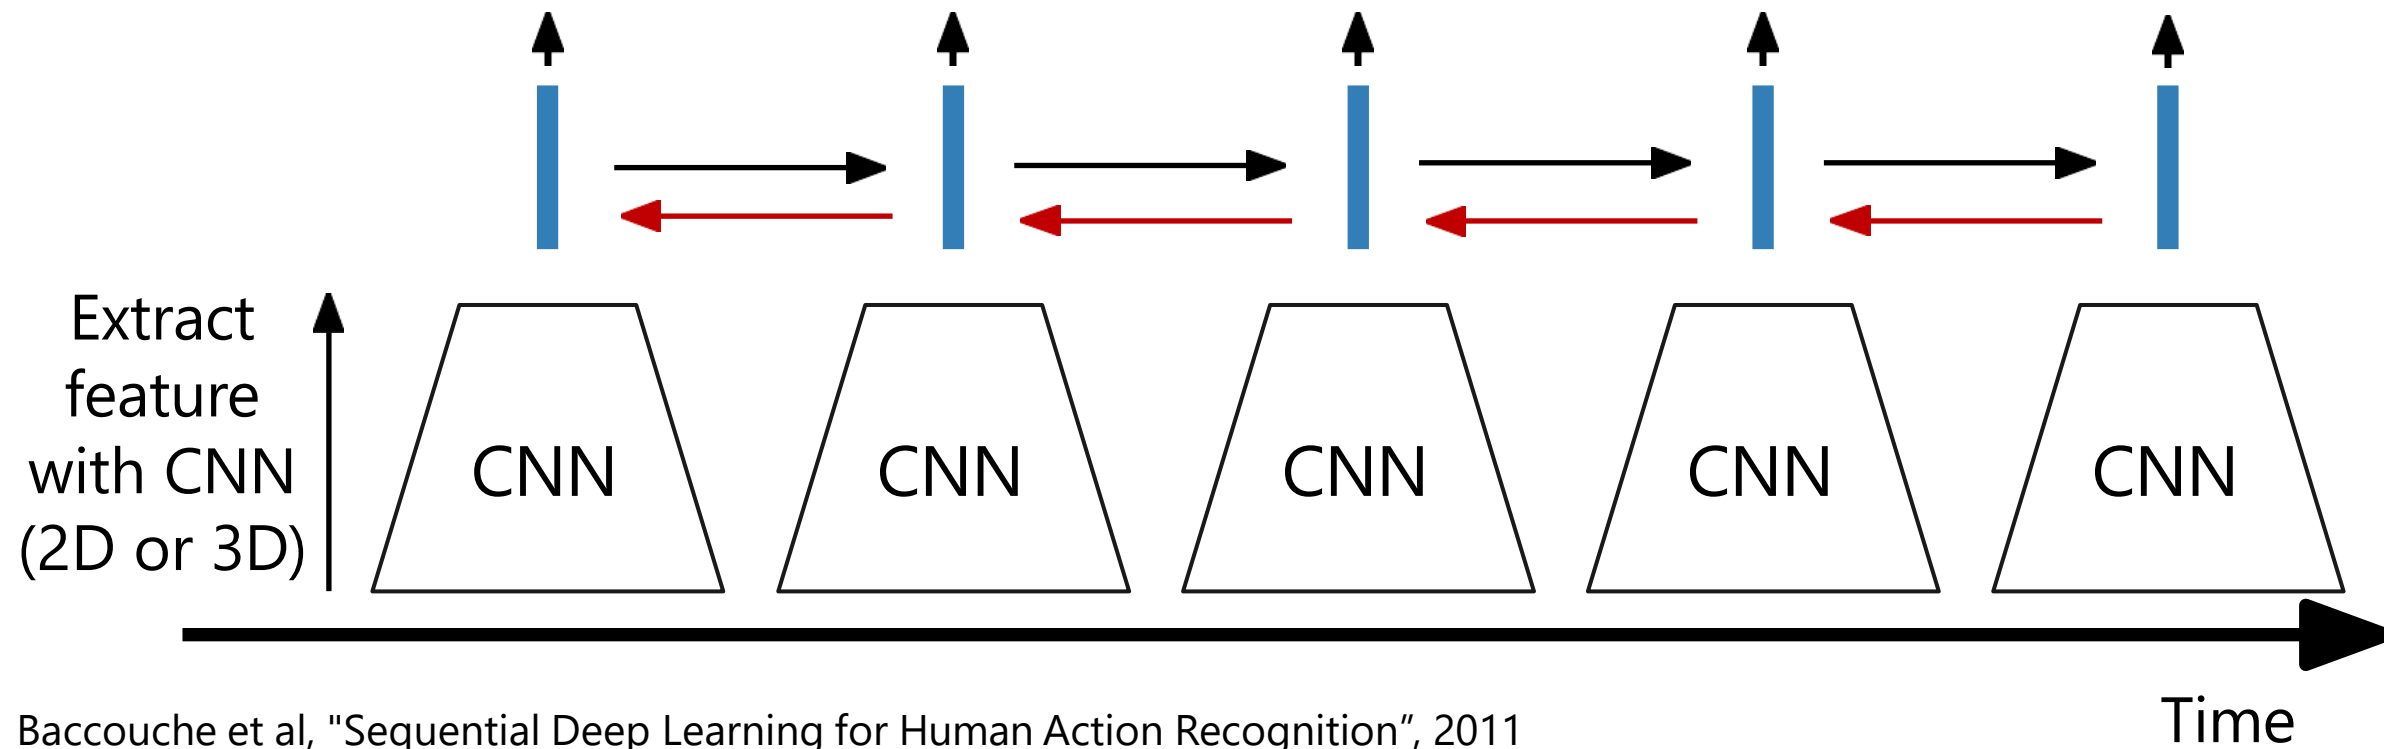 Extract
feature
with CNN
(2D or 3D)
CNN
CNN
CNN
CNN
CNN
Time
Baccouche et al, "Sequential Deep Learning for Human Action Recognition”, 2011